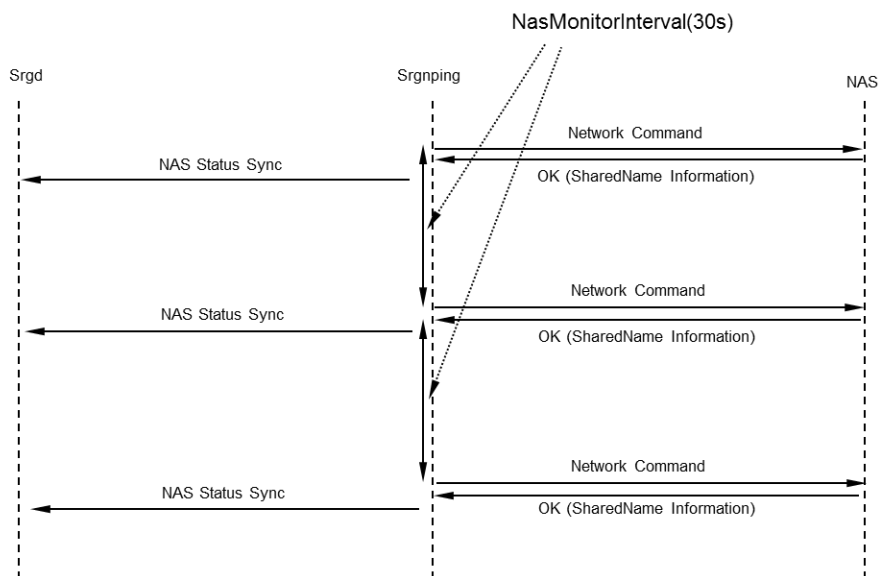 NasMonitorInterval(30s)
Srgd
Srgnping
NAS
Network Command
NAS Status Sync
OK (SharedName Information)
Network Command
NAS Status Sync
OK (SharedName Information)
Network Command
NAS Status Sync
OK (SharedName Information)